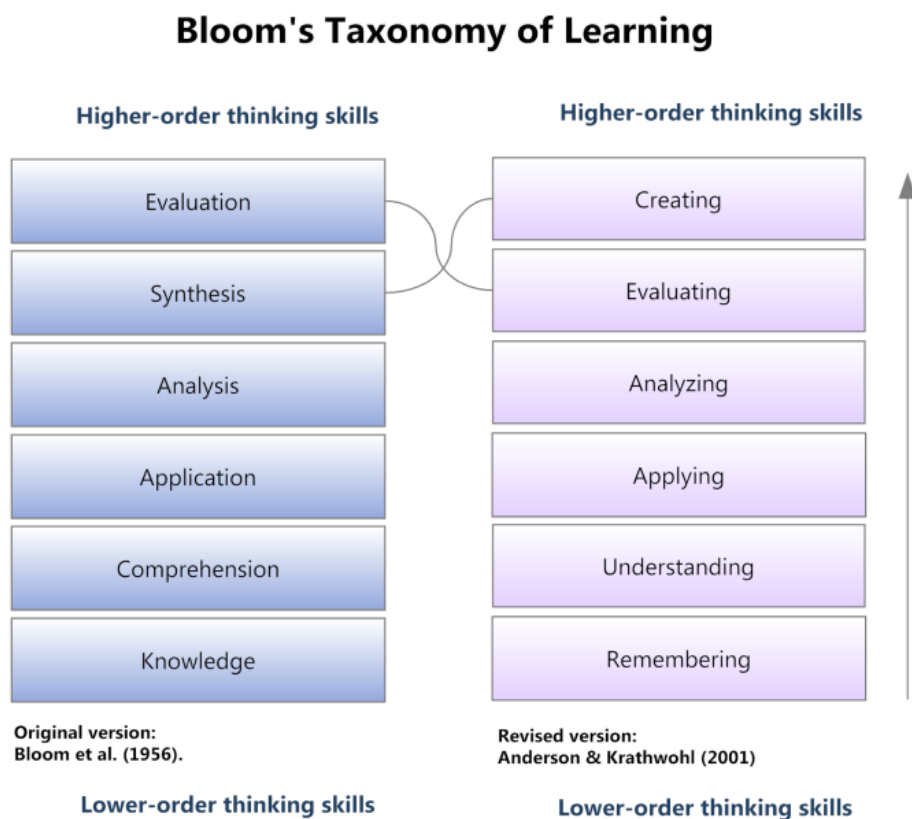 Bloom's Taxonomy of Learning
Higher-order thinking skills
Evaluation
Synthesis
Analysis
Application
Comprehension
Knowledge
Original version:
Bloom et al. (1956).
Lower-order thinking skills
Higher-order thinking skills
Creating
Evaluating
Analyzing
Applying
Understanding
Remembering
Revised version:
Anderson & Krathwohl (2001)
Lower-order thinking skills